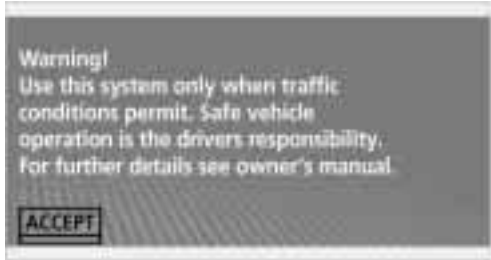 Warning!
Use this system only when traffic
conditions permit. Safe vehicle
operation is the drivers responsibility.
For further details see owner's manual.
ACCEPT